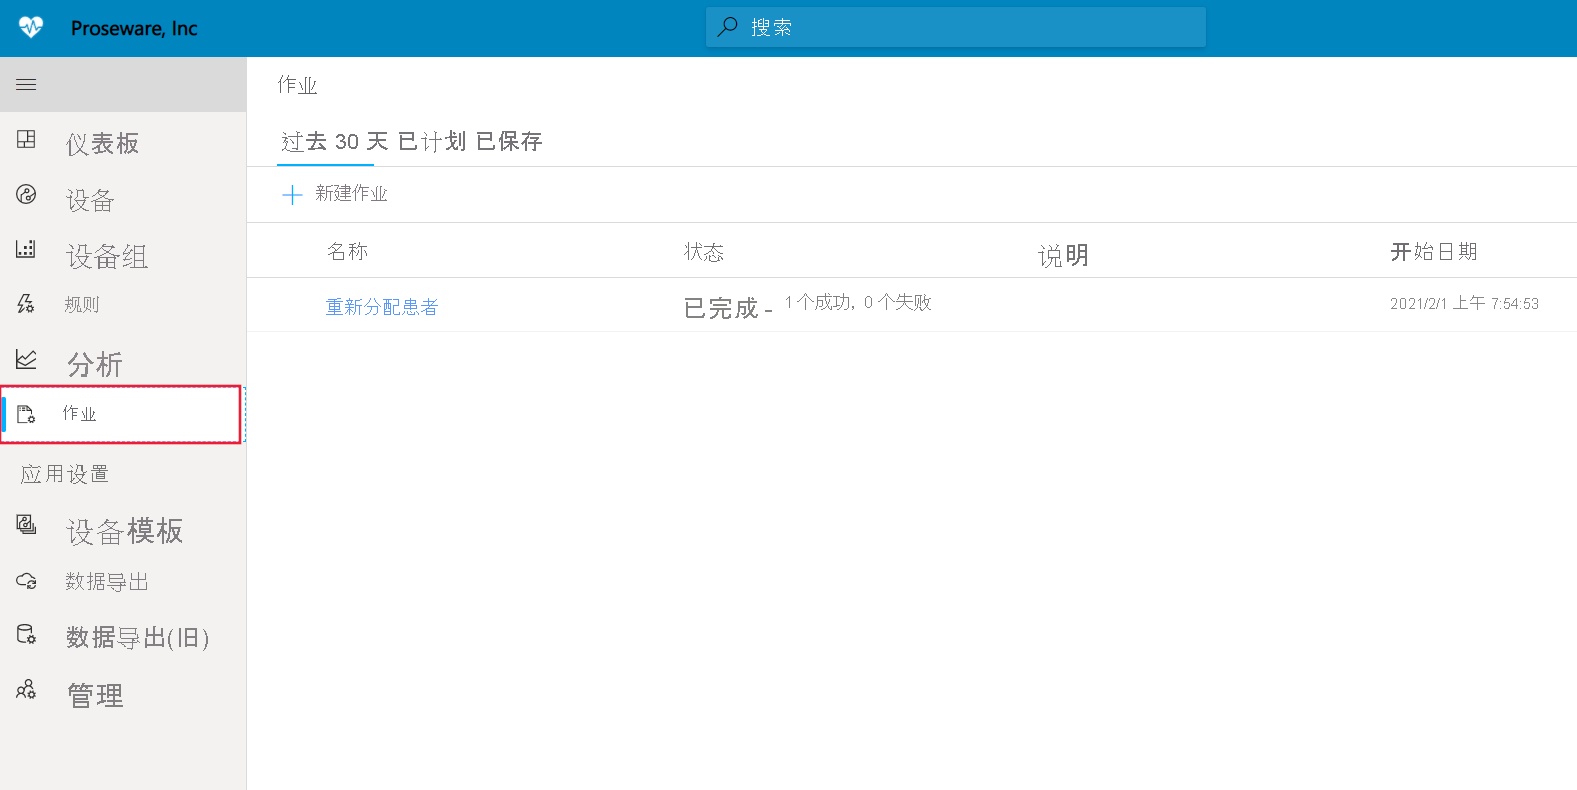 Proseware, Inc
搜索
作业
过去 30 天 已计划 已保存
新建作业
名称 状态 说明 开始日期
重新分配患者 已完成 - 1 个成功, 0 个失败 2021/2/1 上午 7:54:53
仪表板
设备
设备组
规则
分析
作业
应用设置
设备模板
数据导出
数据导出(旧)
管理